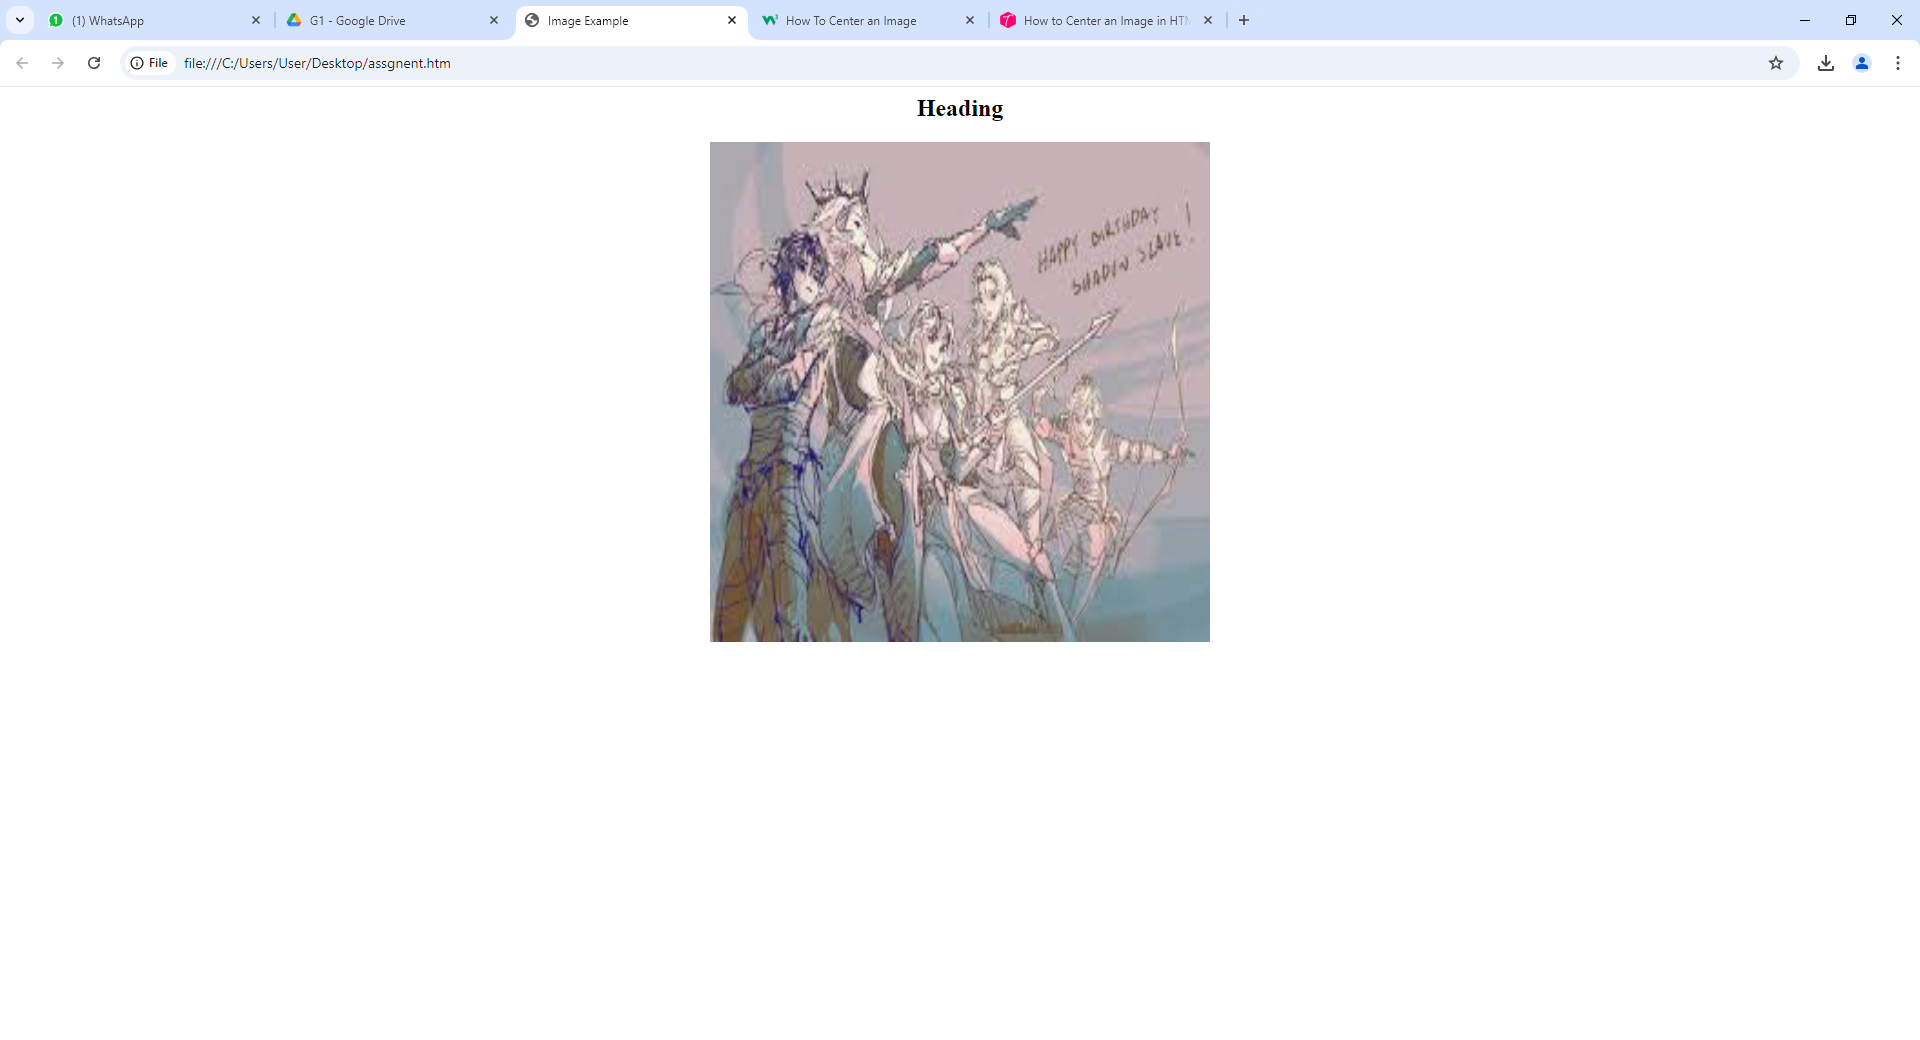 (1) WhatsApp
G1 - Google Drive
Image Example
How To Center an Image
How to Center an Image in HTM
File
file:///C:/Users/User/Desktop/assgnent.htm
Heading
HAPPY BIRTHDAY
SHADOW SLAVE!